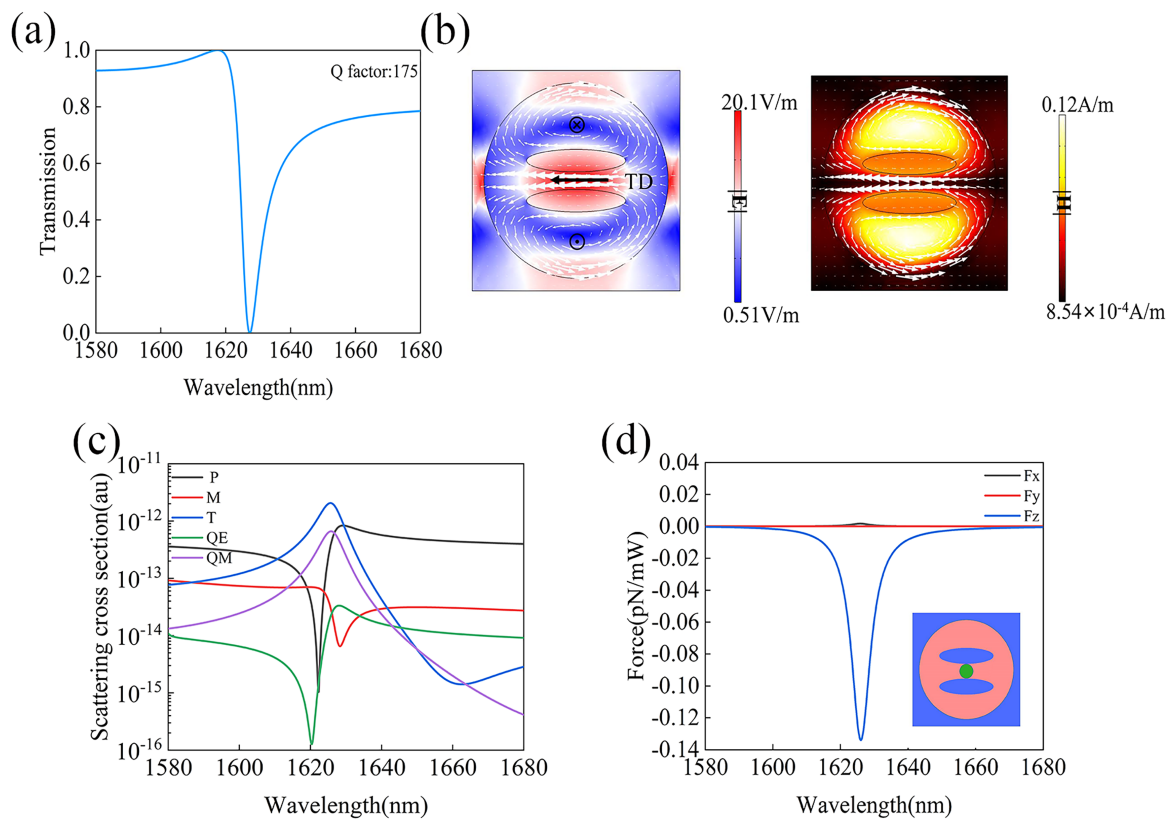 (a)
1.0
0.8
0.6
0.4
0.2
0.0
Transmission
Q factor:175
1580 1600 1620 1640 1660 1680
Wavelength(nm)
(b)
TD
20.1V/m
|E|
0.51V/m
0.12A/m
|H|
8.54×10-4A/m
(c)
10-11
10-12
10-13
10-14
10-15
10-16
Scattering cross section(au)
P
M
T
QE
QM
1580 1600 1620 1640 1660 1680
Wavelength(nm)
(d)
0.04
0.02
0.00
-0.02
-0.04
-0.06
-0.08
-0.10
-0.12
-0.14
Force(pN/mW)
Fx
Fy
Fz
1580 1600 1620 1640 1660 1680
Wavelength(nm)